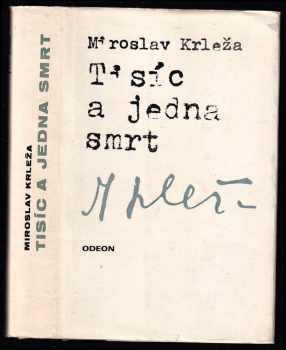 MIROSLAV KRLEŽA
TISÍC A JEDNA SMRT
Miroslav Krleža
Tisíc
a jedna
smrt
ODEON